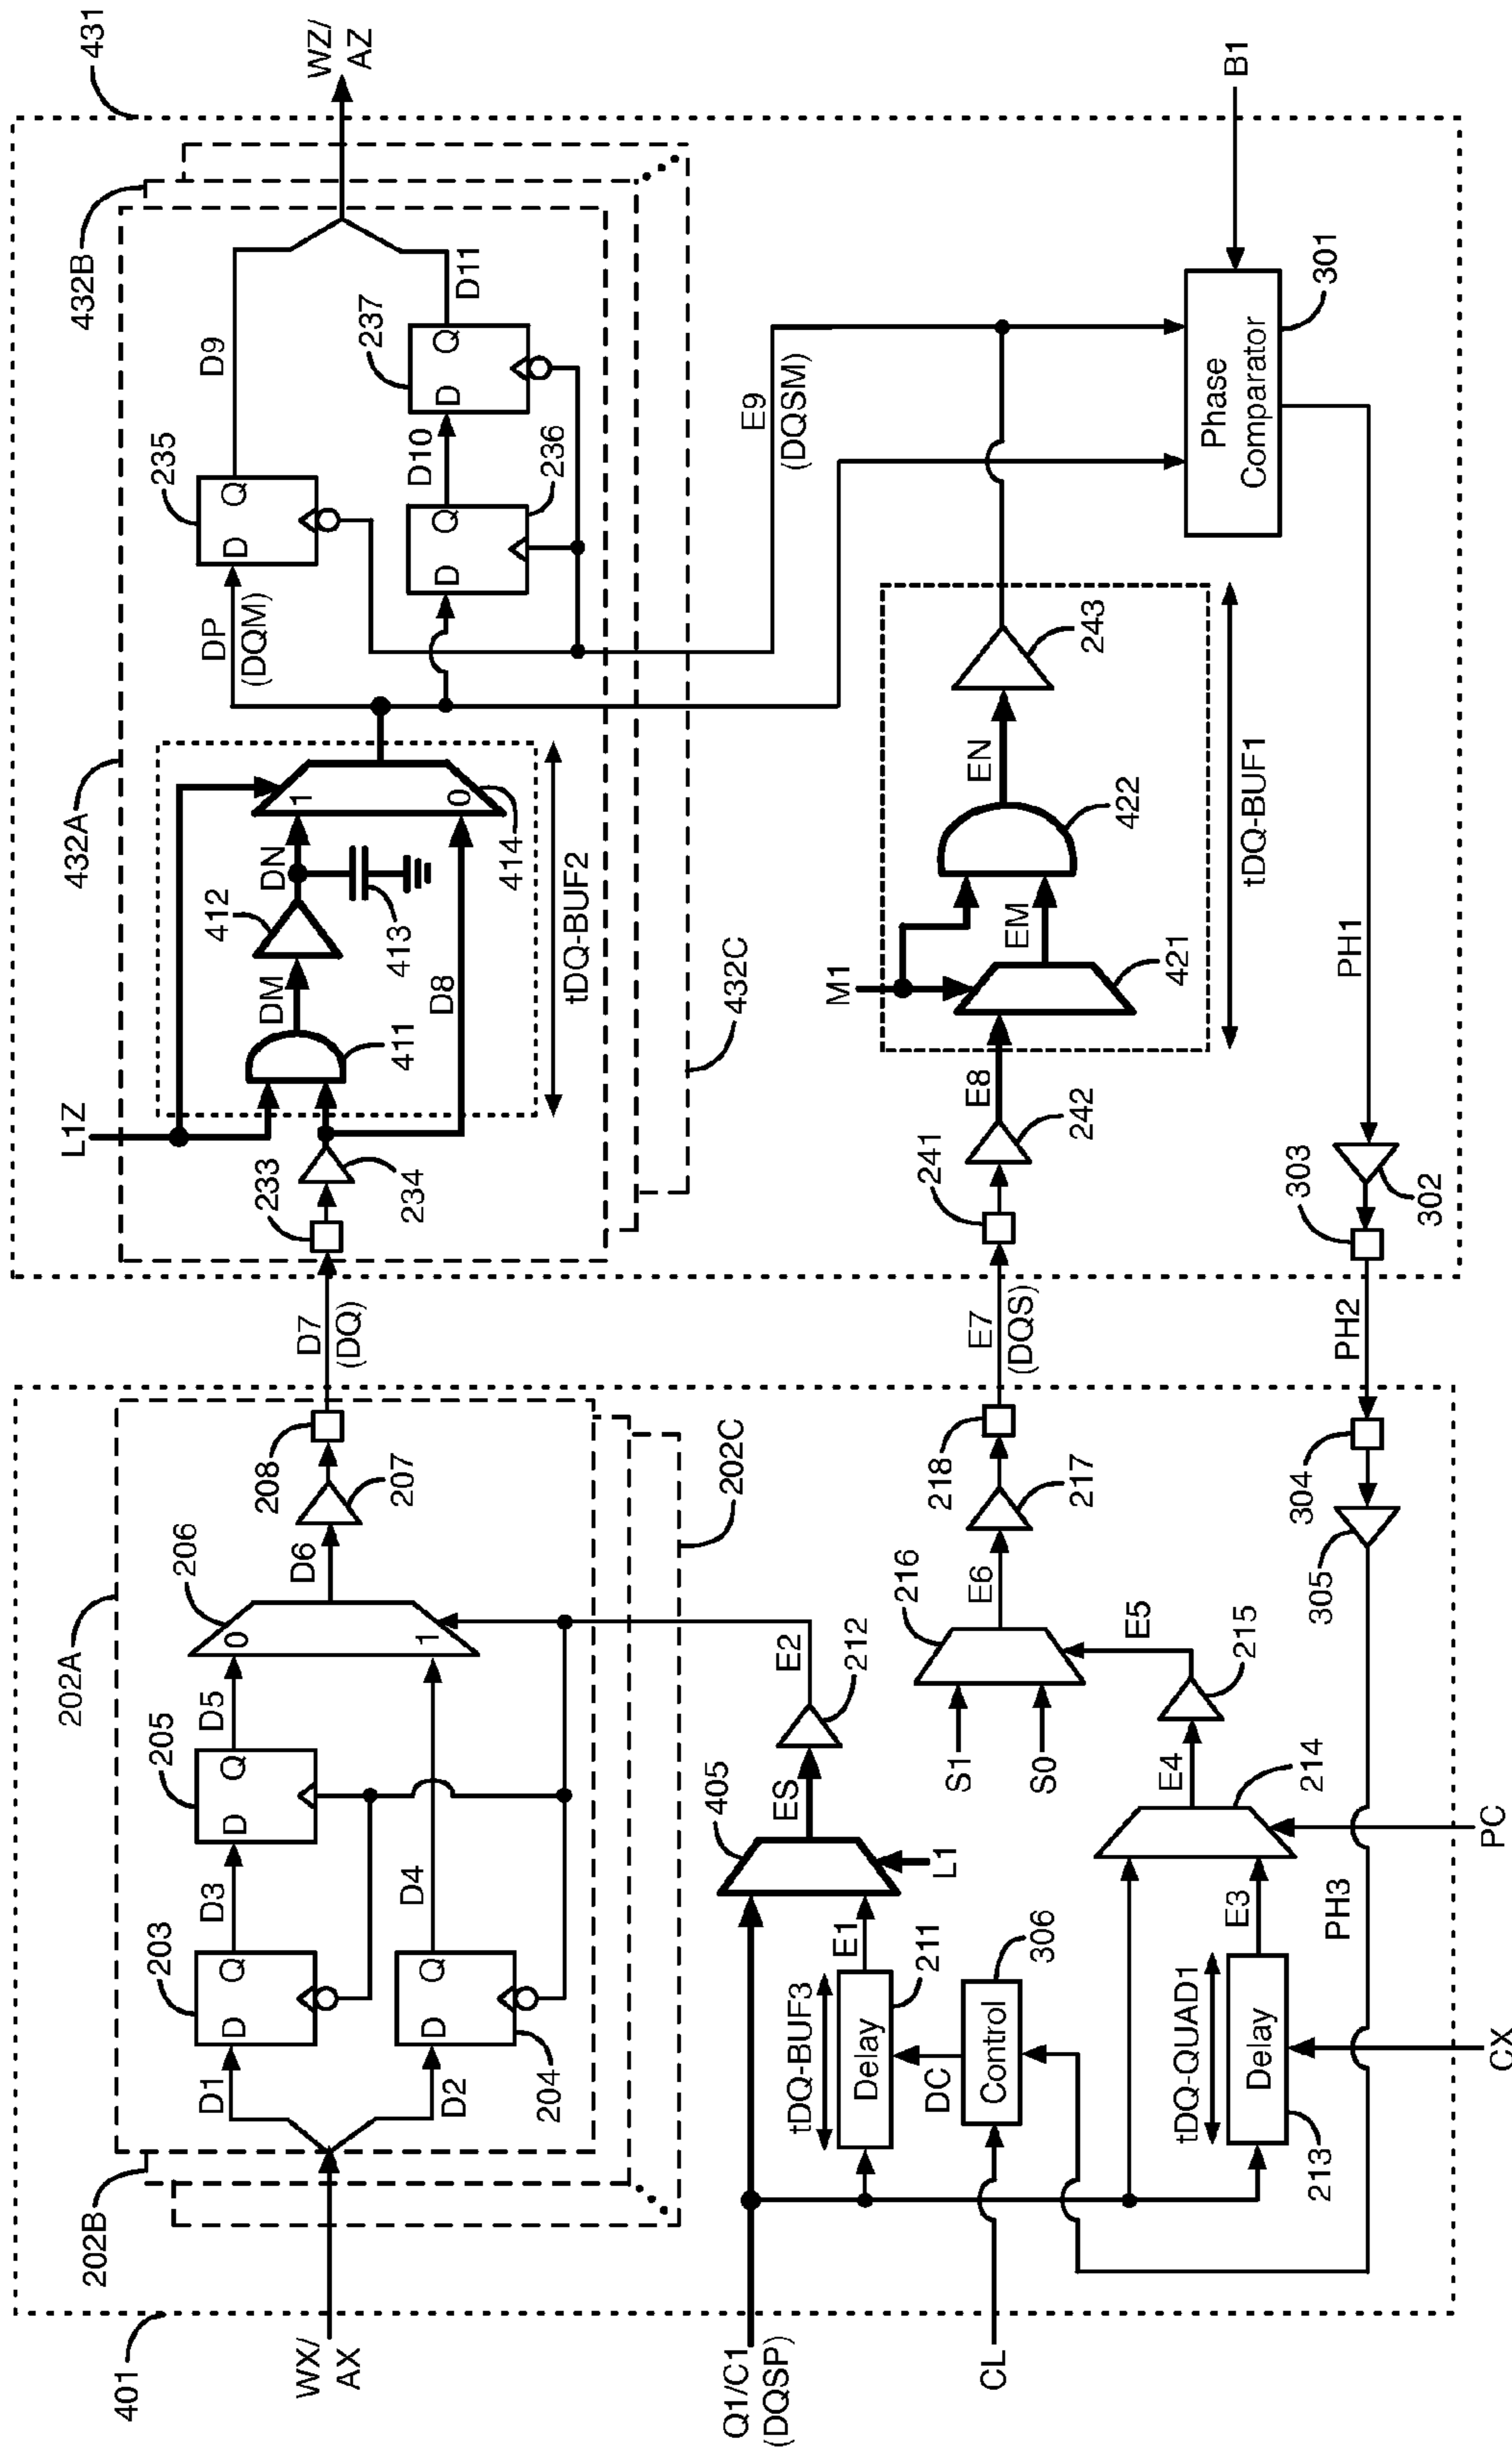 401
WX/
AX
202B
202A
D1
D2
D
Q
203
D
Q
204
D3
D4
D
Q
205
D5
0
1
206
D6
207
208
202C
Q1/C1
(DQSP)
tDQ-BUF3
Delay
211
E1
405
L1
ES
212
E2
CL
Control
306
DC
tDQ-QUAD1
Delay
213
CX
E3
PH3
PC
214
E4
215
E5
S1
S0
216
E6
217
218
305
304
D7
(DQ)
E7
(DQS)
PH2
431
432A
432B
432C
L1Z
233
234
411
DM
412
DN
413
D8
1
0
414
tDQ-BUF2
DP
(DQM)
D
Q
235
D
Q
236
D10
D
Q
237
D9
D11
WZ/
AZ
241
242
E8
M1
421
EM
422
EN
243
tDQ-BUF1
E9
(DQSM)
Phase
Comparator
301
B1
PH1
302
303